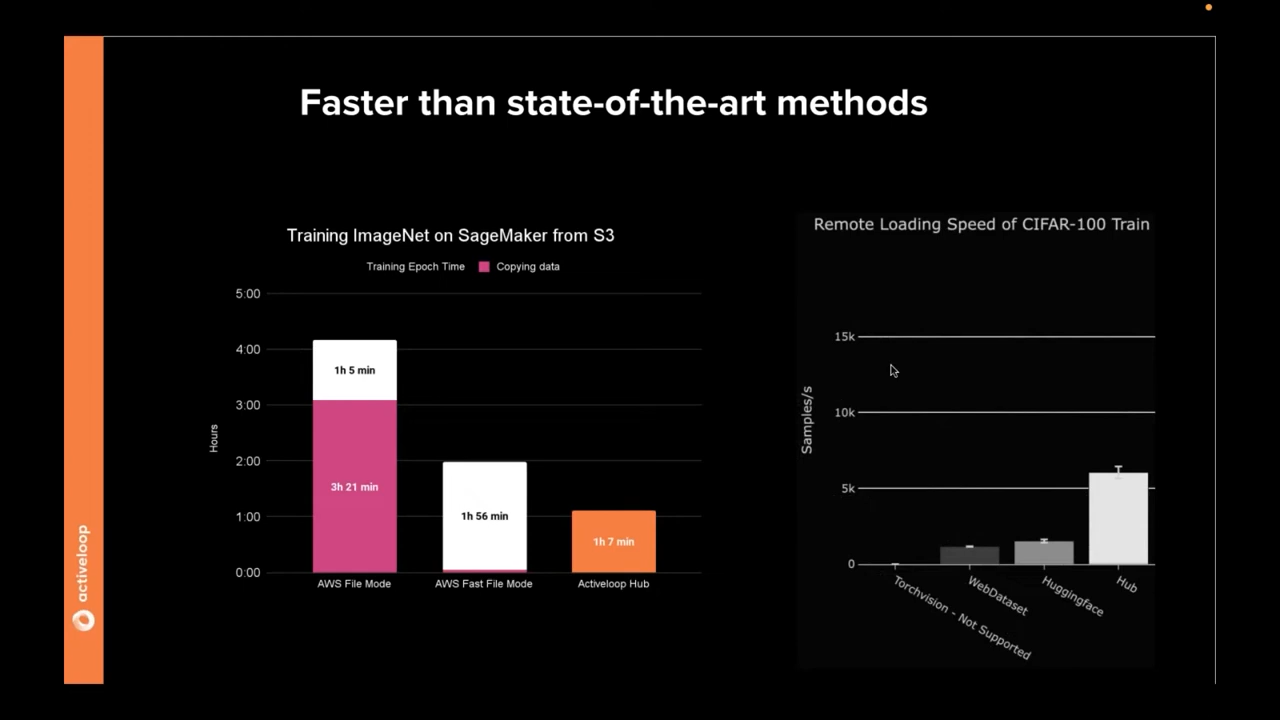 Faster than state-of-the-art methods
Training ImageNet on SageMaker from S3
Training Epoch Time
Copying data
5:00
4:00
3:00
2:00
1:00
0:00
Hours
1h 5 min
3h 21 min
1h 56 min
1h 7 min
AWS File Mode
AWS Fast File Mode
Activeloop Hub
Remote Loading Speed of CIFAR-100 Train
15k
10k
5k
0
Samples/s
Torchvision - Not Supported
WebDataset
Huggingface
Hub
activeloop